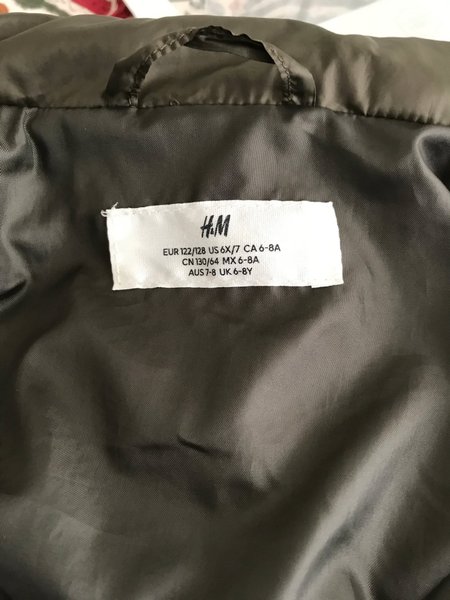 H&M
EUR 122/128 US 6X/7 CA 6-8A
CN 130/64 MX 6-8A
AUS 7-8 UK 6-8Y